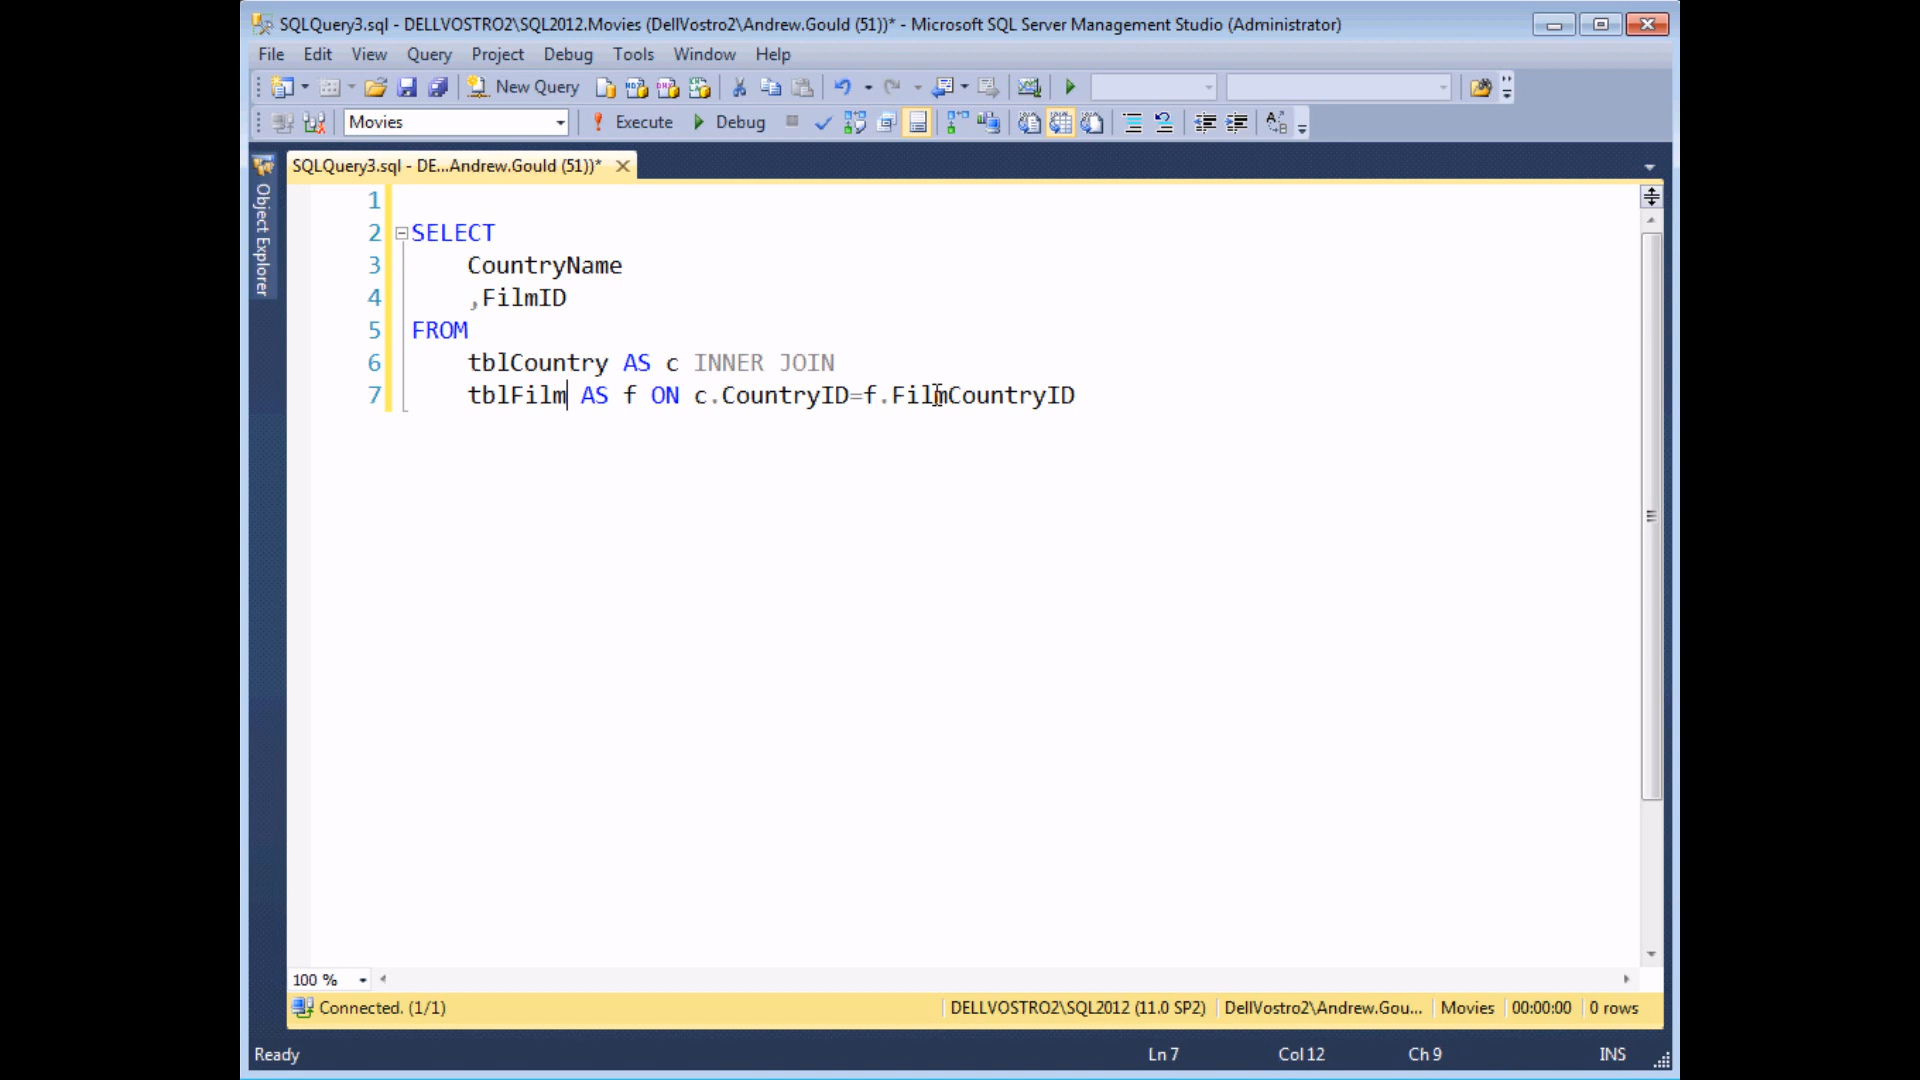 SQLQuery3.sql - DELLVOSTRO2\SQL2012.Movies (DellVostro2\Andrew.Gould (51))* - Microsoft SQL Server Management Studio (Administrator)
File Edit View Query Project Debug Tools Window Help
New Query
Movies Execute Debug
SQLQuery3.sql - DE...Andrew.Gould (51))*
Object Explorer
1
2 SELECT
3 CountryName
4 ,FilmID
5 FROM
6 tblCountry AS c INNER JOIN
7 tblFilm AS f ON c.CountryID=f.FilmCountryID
100 %
Connected. (1/1) DELLVOSTRO2\SQL2012 (11.0 SP2) DellVostro2\Andrew.Gou... Movies 00:00:00 0 rows
Ready Ln 7 Col 12 Ch 9 INS